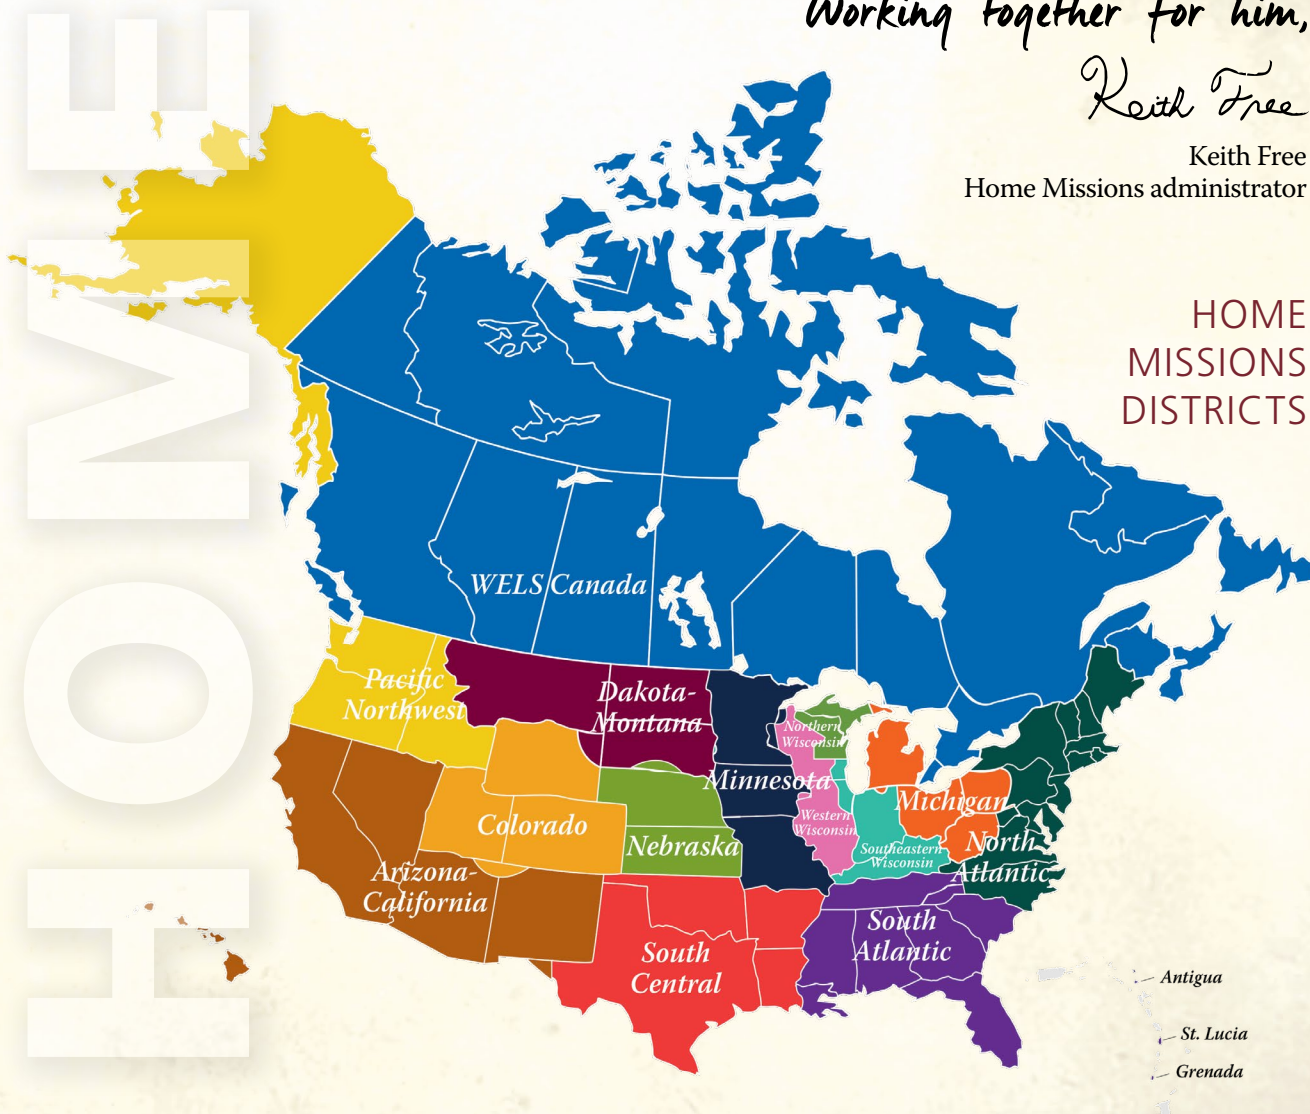 Working together for him,
Keith Free
Keith Free
Home Missions administrator
HOME
MISSIONS
DISTRICTS
HOME
WELS Canada
Pacific
Northwest
Dakota-
Montana
Northern
Wisconsin
Minnesota
Michigan
Western
Wisconsin
Colorado
Nebraska
Southeastern
Wisconsin
North
Atlantic
Arizona-
California
South
Atlantic
South
Central
Antigua
St. Lucia
Grenada